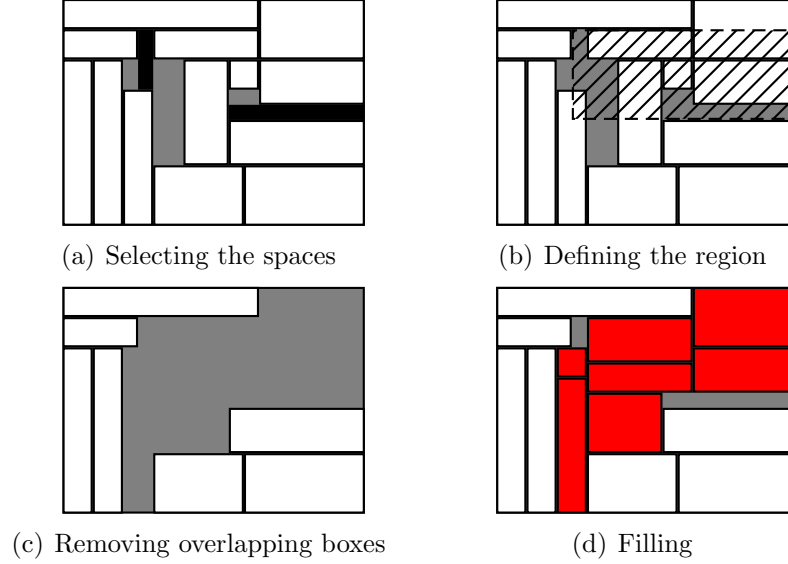 (a) Selecting the spaces
(b) Defining the region
(c) Removing overlapping boxes
(d) Filling